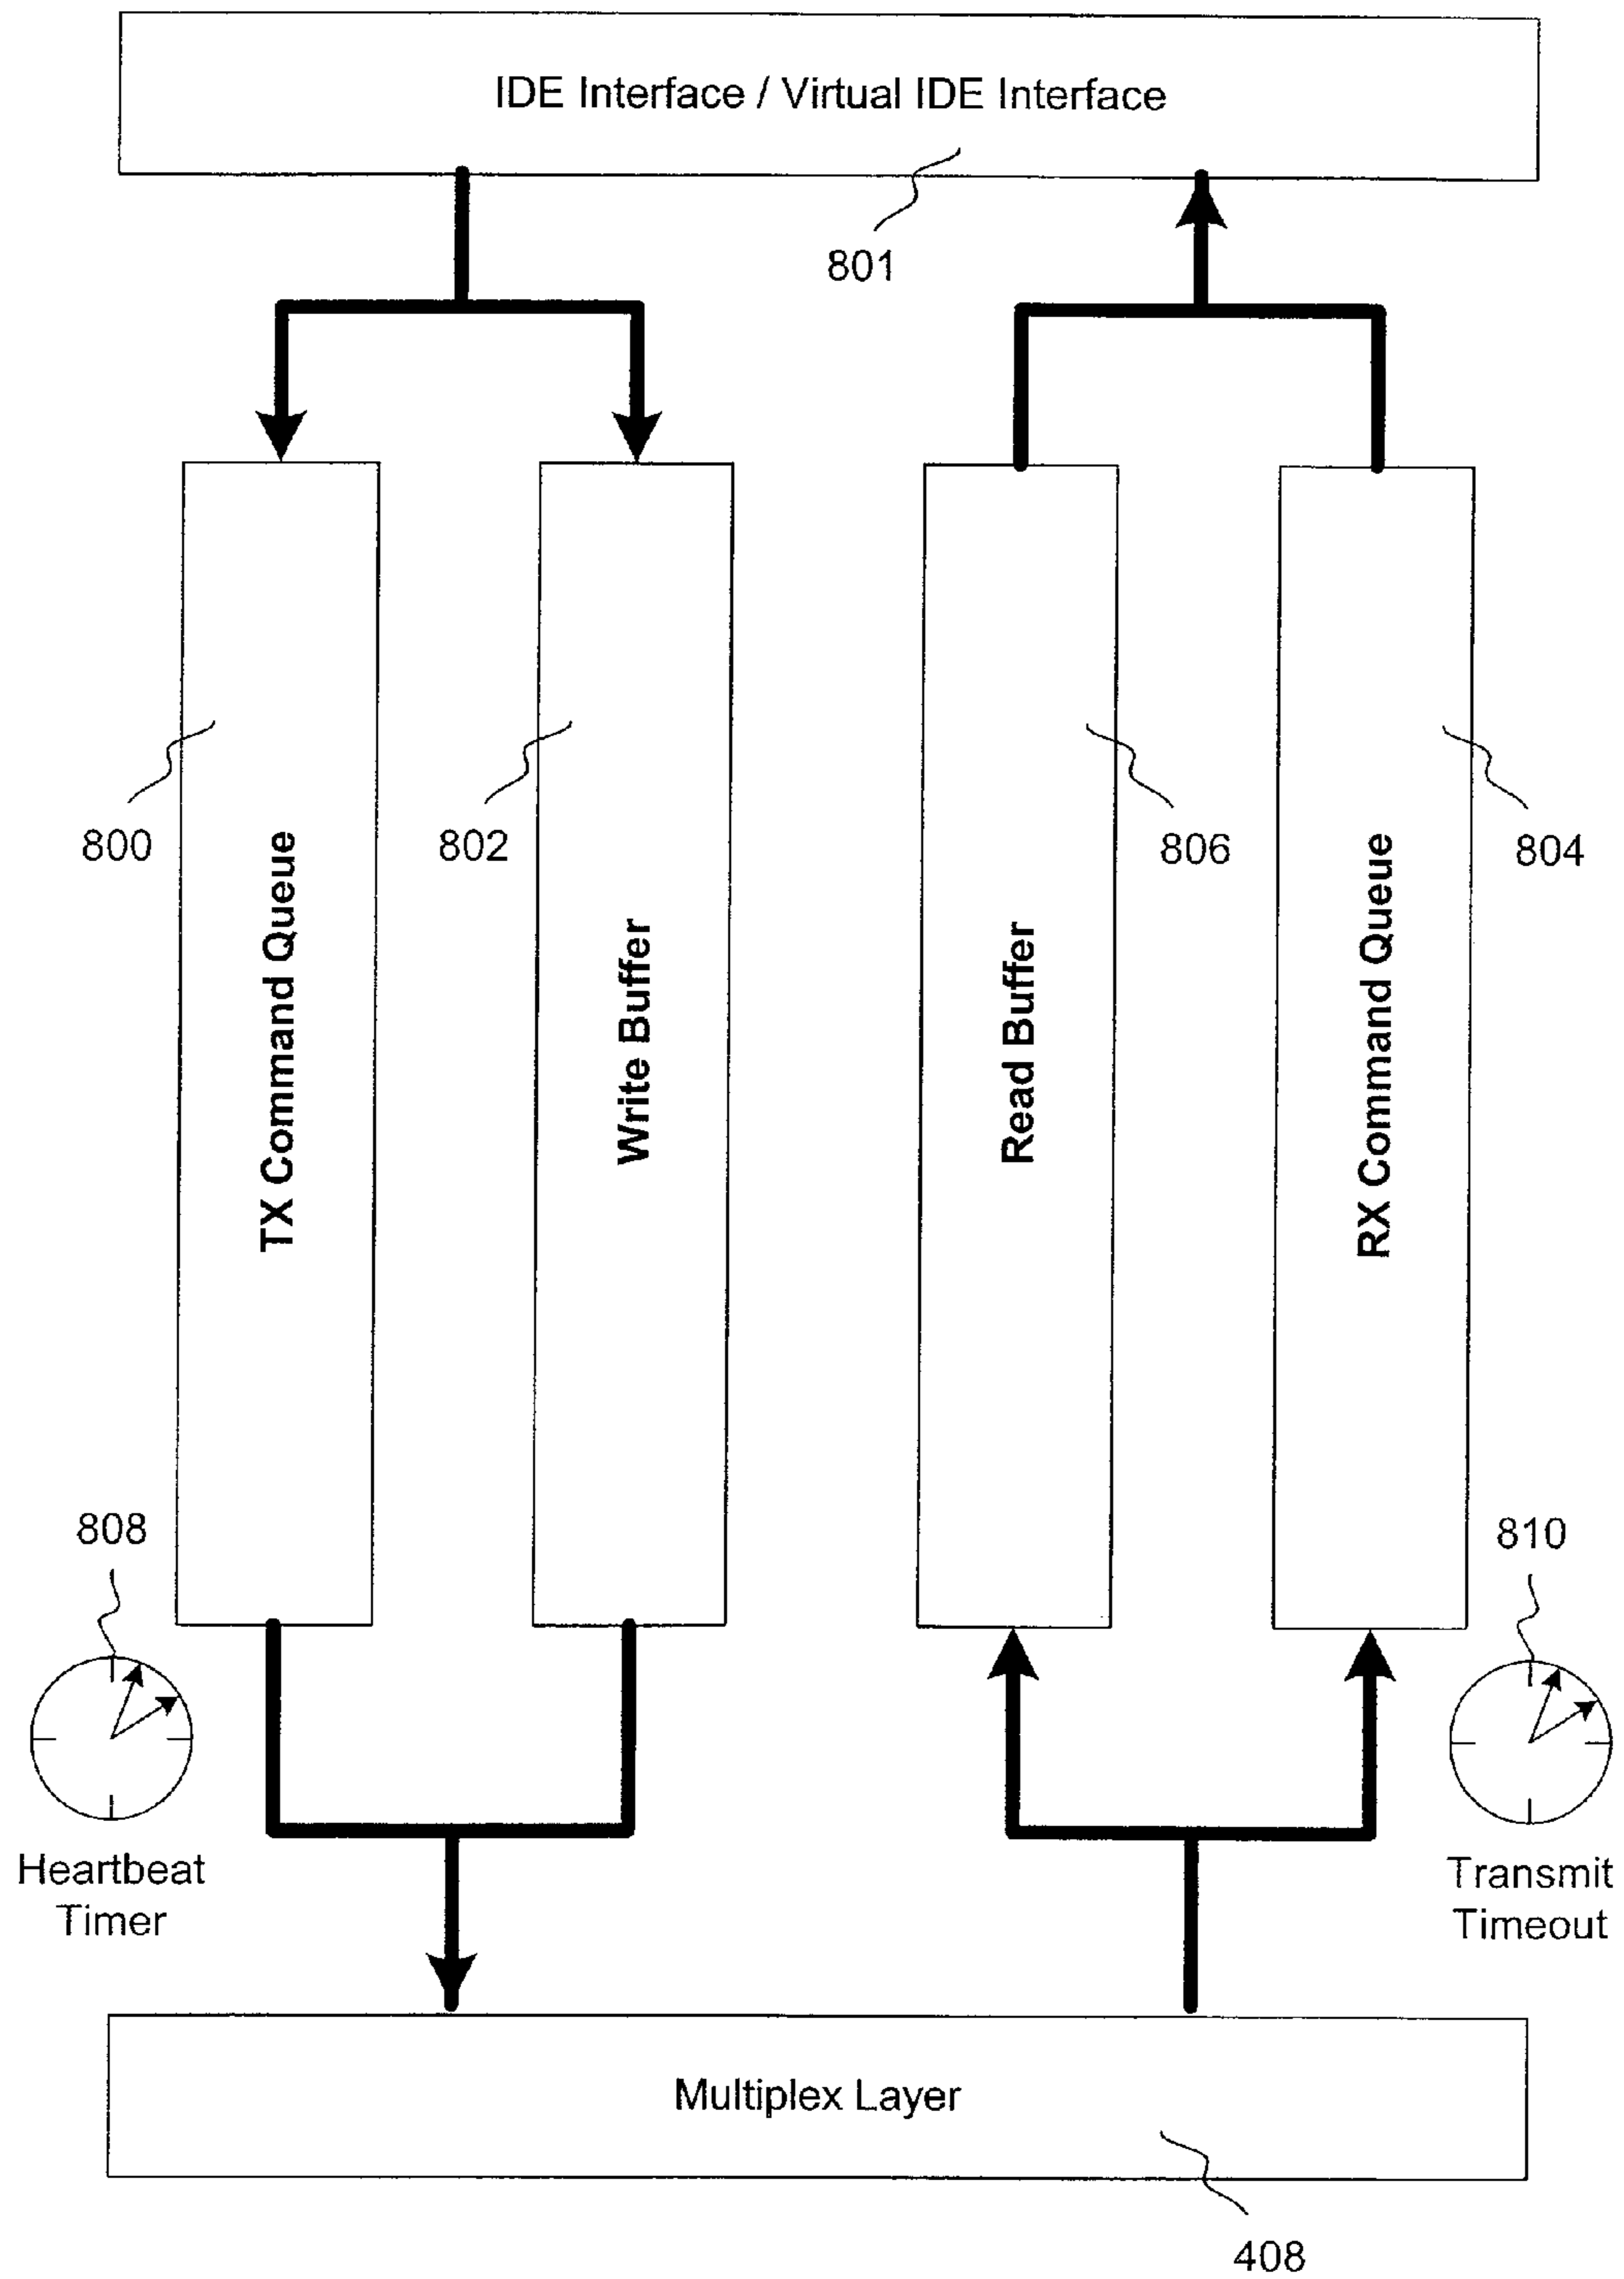 IDE Interface / Virtual IDE Interface
801
800
802
806
804
TX Command Queue
Write Buffer
Read Buffer
RX Command Queue
808
810
Heartbeat
Timer
Transmit
Timeout
Multiplex Layer
408